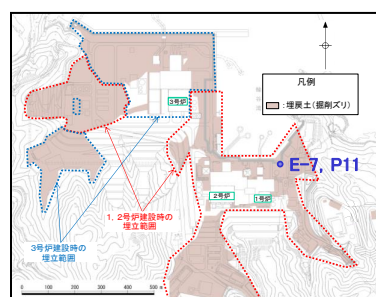 凡例
:埋戻土(掘削ズリ)
3号炉
E-7, P11
2号炉
1号炉
1, 2号炉建設時の
埋立範囲
3号炉建設時の
埋立範囲
0 100 200 300 400 500 m